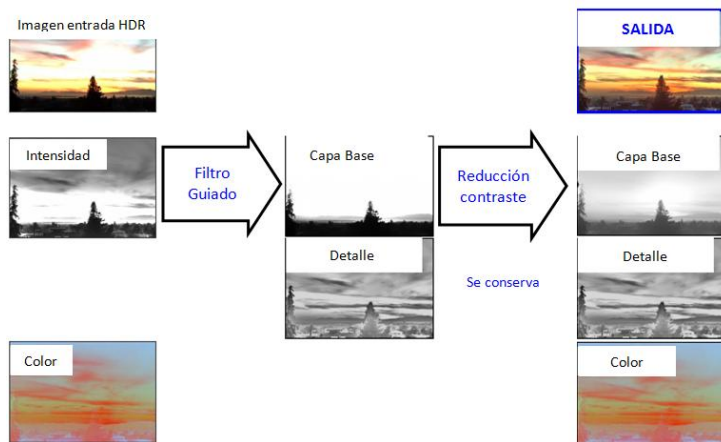 Imagen entrada HDR
SALIDA
Intensidad
Filtro
Guiado
Capa Base
Reducción
contraste
Capa Base
Detalle
Se conserva
Detalle
Color
Color